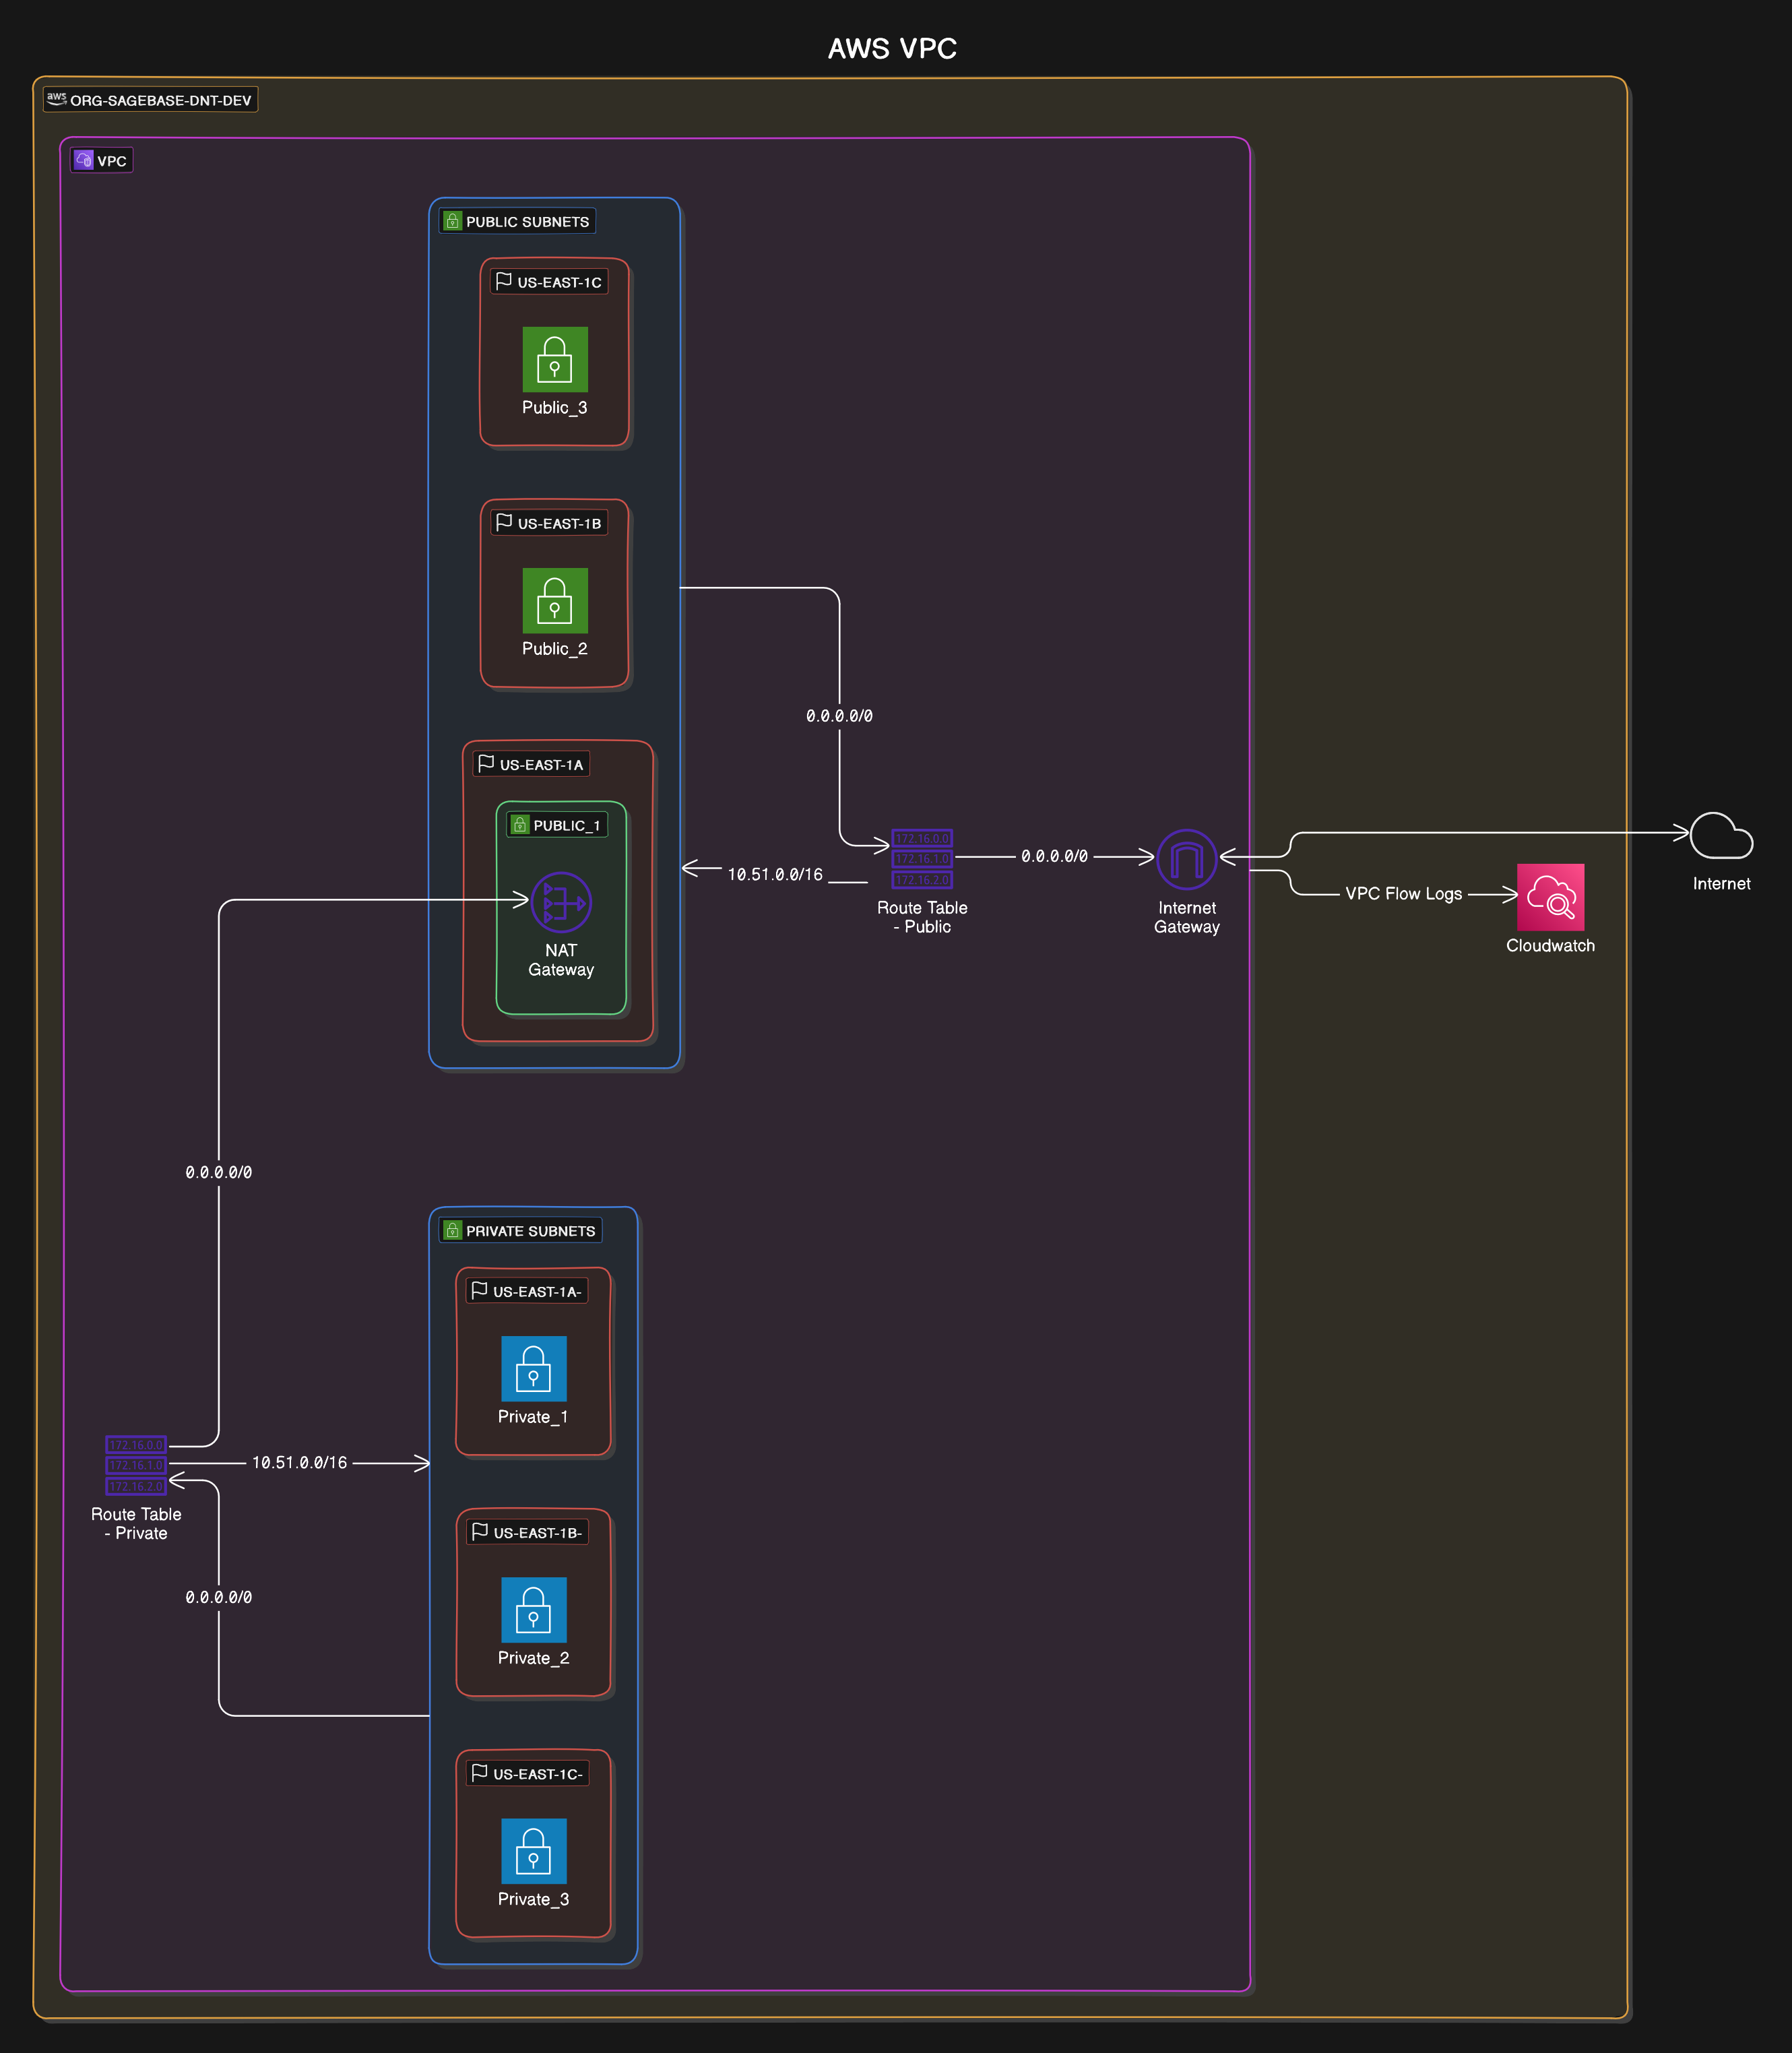 AWS VPC
aws
ORG-SAGEBASE-DNT-DEV
VPC
PUBLIC SUBNETS
US-EAST-1C
Public_3
US-EAST-1B
Public_2
0.0.0.0/0
US-EAST-1A
PUBLIC_1
NAT
Gateway
10.51.0.0/16
172.16.0.0
172.16.1.0
172.16.2.0
Route Table
- Public
0.0.0.0/0
Internet
Gateway
VPC Flow Logs
Cloudwatch
Internet
0.0.0.0/0
PRIVATE SUBNETS
US-EAST-1A-
Private_1
172.16.0.0
172.16.1.0
172.16.2.0
Route Table
- Private
10.51.0.0/16
US-EAST-1B-
Private_2
0.0.0.0/0
US-EAST-1C-
Private_3